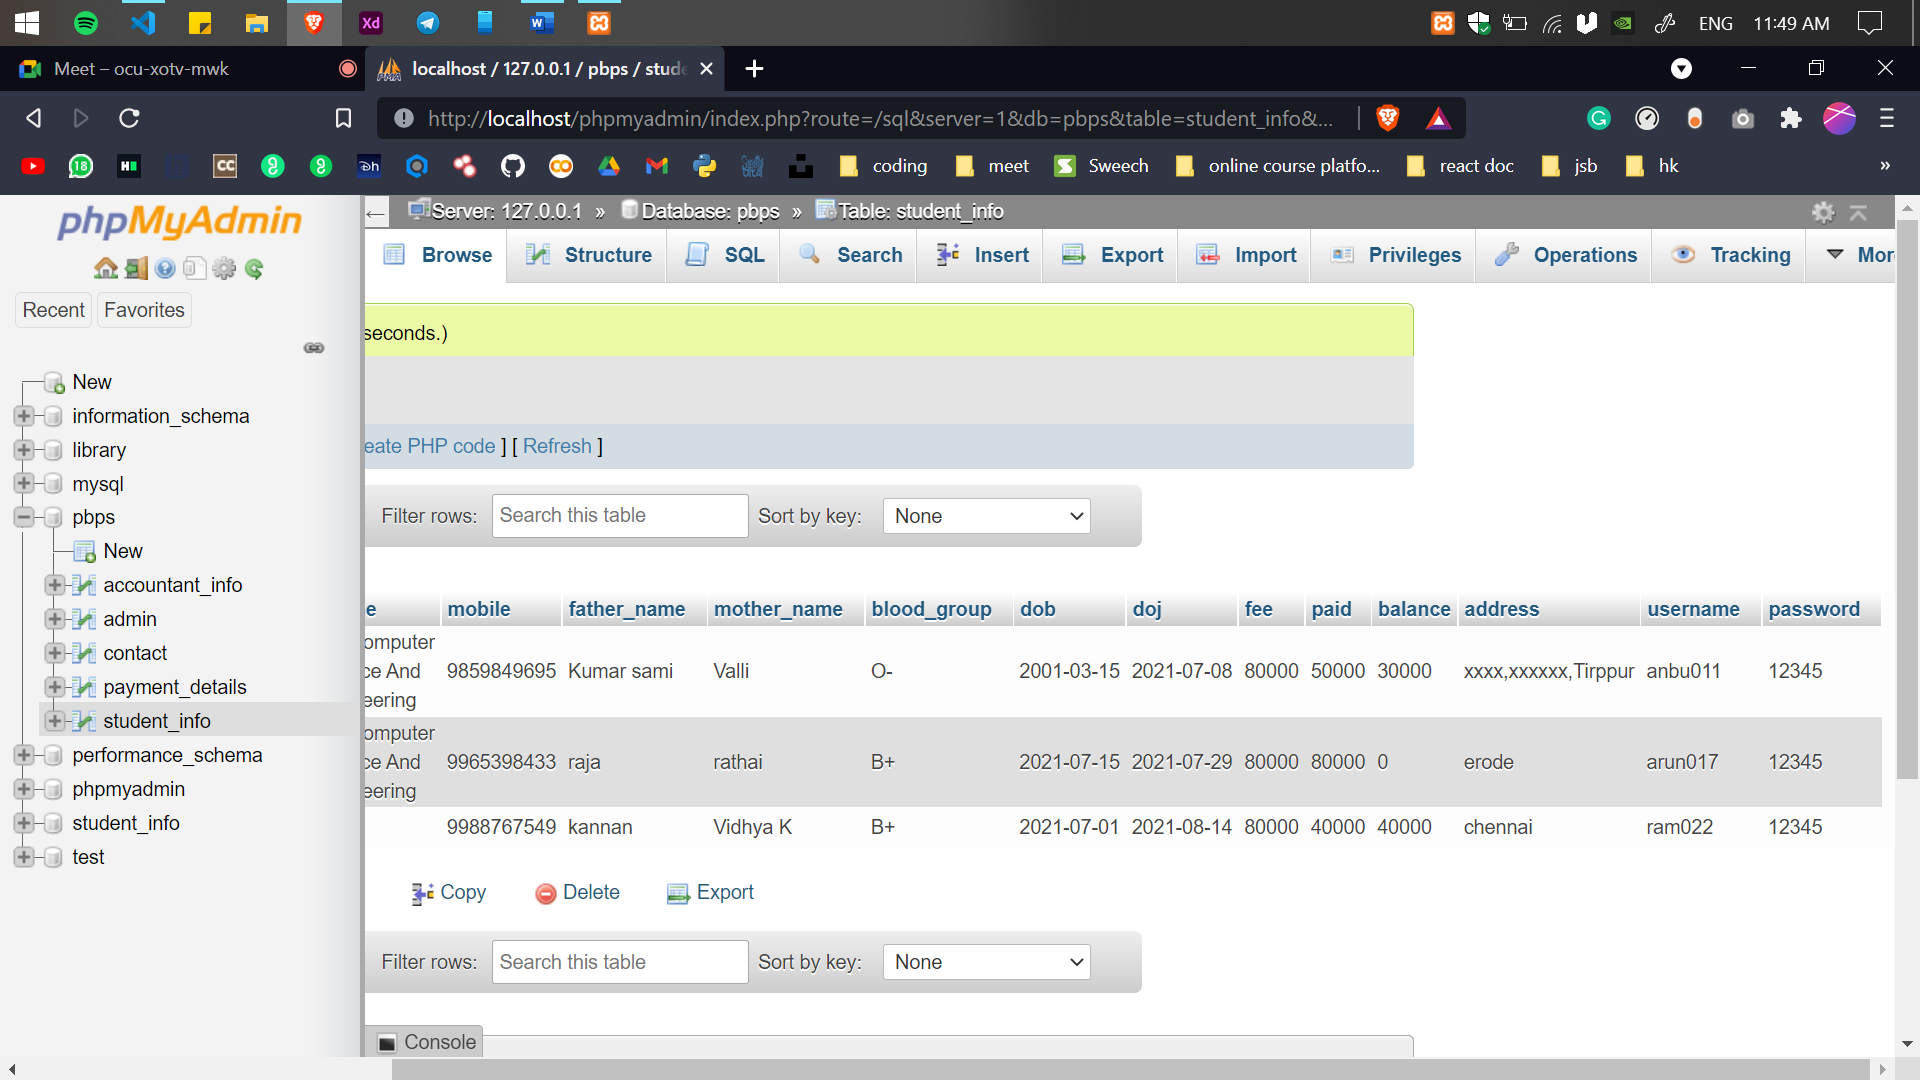 Xd
W
ENG
11:49 AM
Meet – ocu-xotv-mwk
localhost / 127.0.0.1 / pbps / stude
http://localhost/phpmyadmin/index.php?route=/sql&server=1&db=pbps&table=student_info&...
18
CC
Dh
coding
meet
Sweech
online course platfo...
react doc
jsb
hk
»
phpMyAdmin
Recent
Favorites
New
information_schema
library
mysql
pbps
New
accountant_info
admin
contact
payment_details
student_info
performance_schema
phpmyadmin
student_info
test
Server: 127.0.0.1 » Database: pbps » Table: student_info
Browse Structure SQL Search Insert Export Import Privileges Operations Tracking Mor
seconds.)
eate PHP code ] [ Refresh ]
Filter rows: Search this table Sort by key: None
e mobile father_name mother_name blood_group dob doj fee paid balance address username password
omputer
ce And 9859849695 Kumar sami Valli O- 2001-03-15 2021-07-08 80000 50000 30000 xxxx,xxxxxx,Tirppur anbu011 12345
eering
omputer
ce And 9965398433 raja rathai B+ 2021-07-15 2021-07-29 80000 80000 0 erode arun017 12345
eering
9988767549 kannan Vidhya K B+ 2021-07-01 2021-08-14 80000 40000 40000 chennai ram022 12345
Copy Delete Export
Filter rows: Search this table Sort by key: None
Console